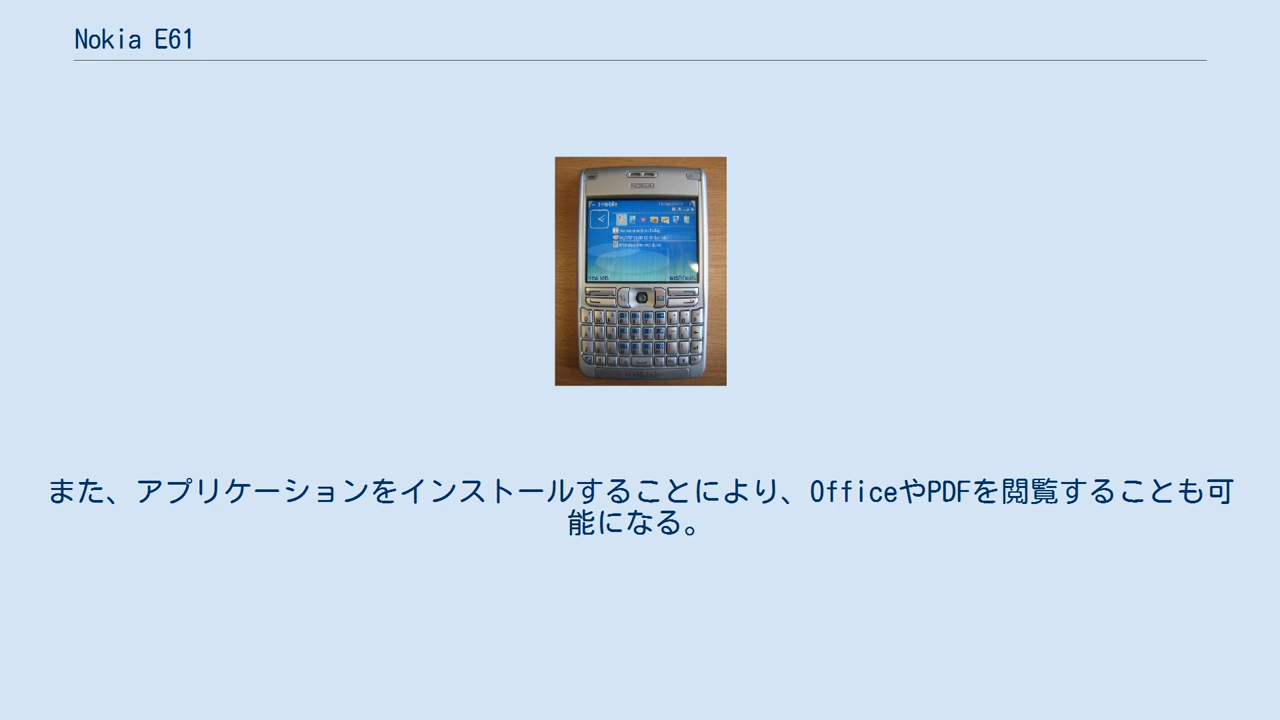 Nokia E61
NOKIA
また、アプリケーションをインストールすることにより、OfficeやPDFを閲覧することも可
能になる。